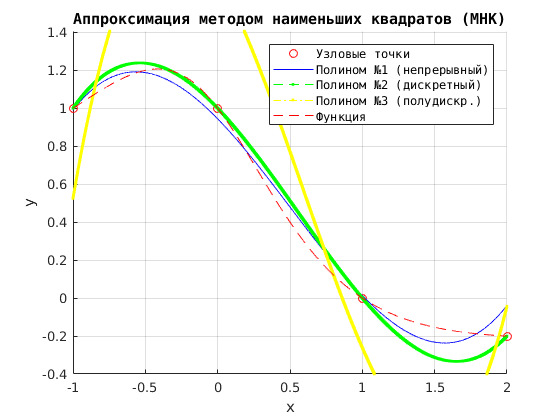 Аппроксимация методом наименьших квадратов (МНК)
1.4
1.2
1
0.8
0.6
0.4
0.2
0
-0.2
-0.4
y
Узловые точки
Полином №1 (непрерывный)
Полином №2 (дискретный)
Полином №3 (полудискр.)
Функция
-1
-0.5
0
0.5
1
1.5
2
x